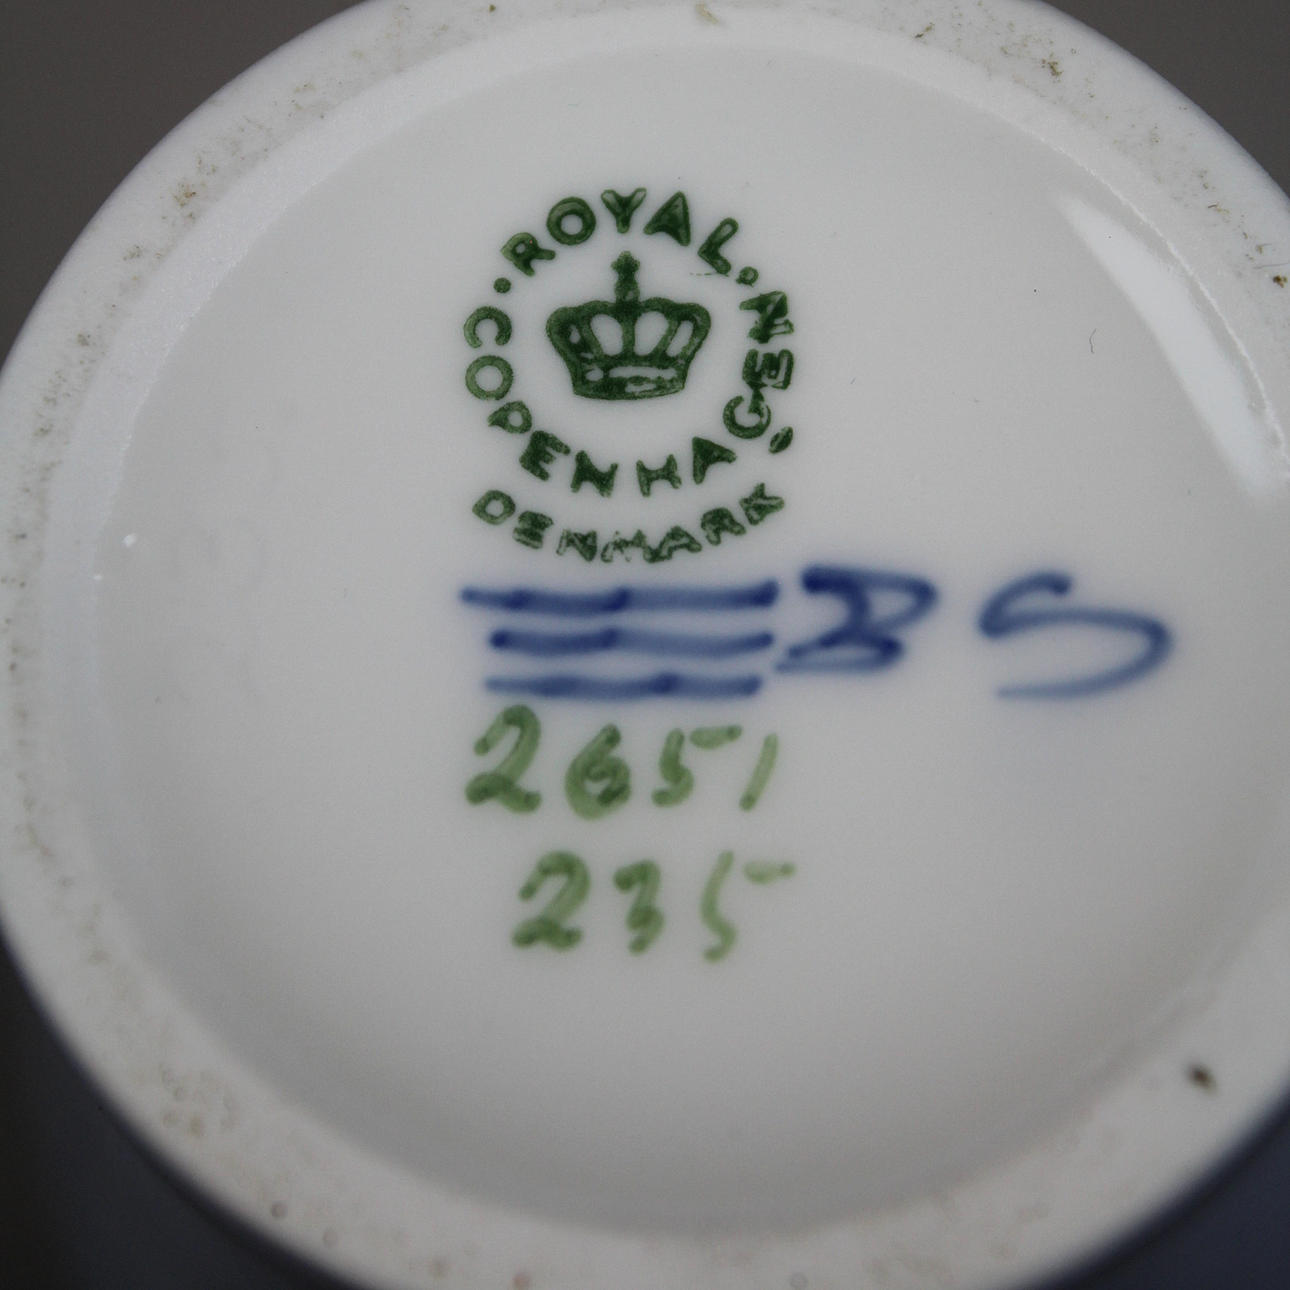 ROYAL. COPENHAGEN.
DENMARK
BS
2651
235